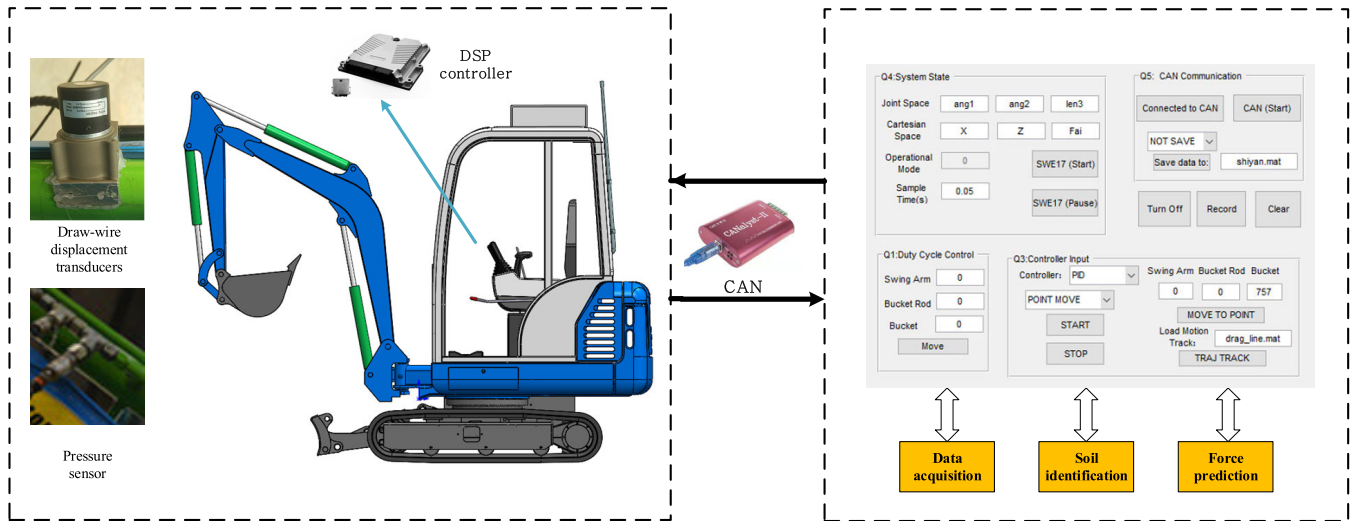 DSP
controller
Draw-wire
displacement
transducers
Pressure
sensor
CANalyst-II
CAN
Q4:System State
Joint Space
ang1
ang2
len3
Cartesian
Space
X
Z
Fai
Operational
Mode
0
SWE17 (Start)
Sample
Time(s)
0.05
SWE17 (Pause)
Q5: CAN Communication
Connected to CAN
CAN (Start)
NOT SAVE
Save data to:
shiyan.mat
Turn Off
Record
Clear
Q1:Duty Cycle Control
Swing Arm
0
Bucket Rod
0
Bucket
0
Move
Q3:Controller Input
Controller:
PID
POINT MOVE
START
STOP
Swing Arm Bucket Rod Bucket
0
0
757
MOVE TO POINT
Load Motion
Track:
drag_line.mat
TRAJ TRACK
Data
acquisition
Soil
identification
Force
prediction